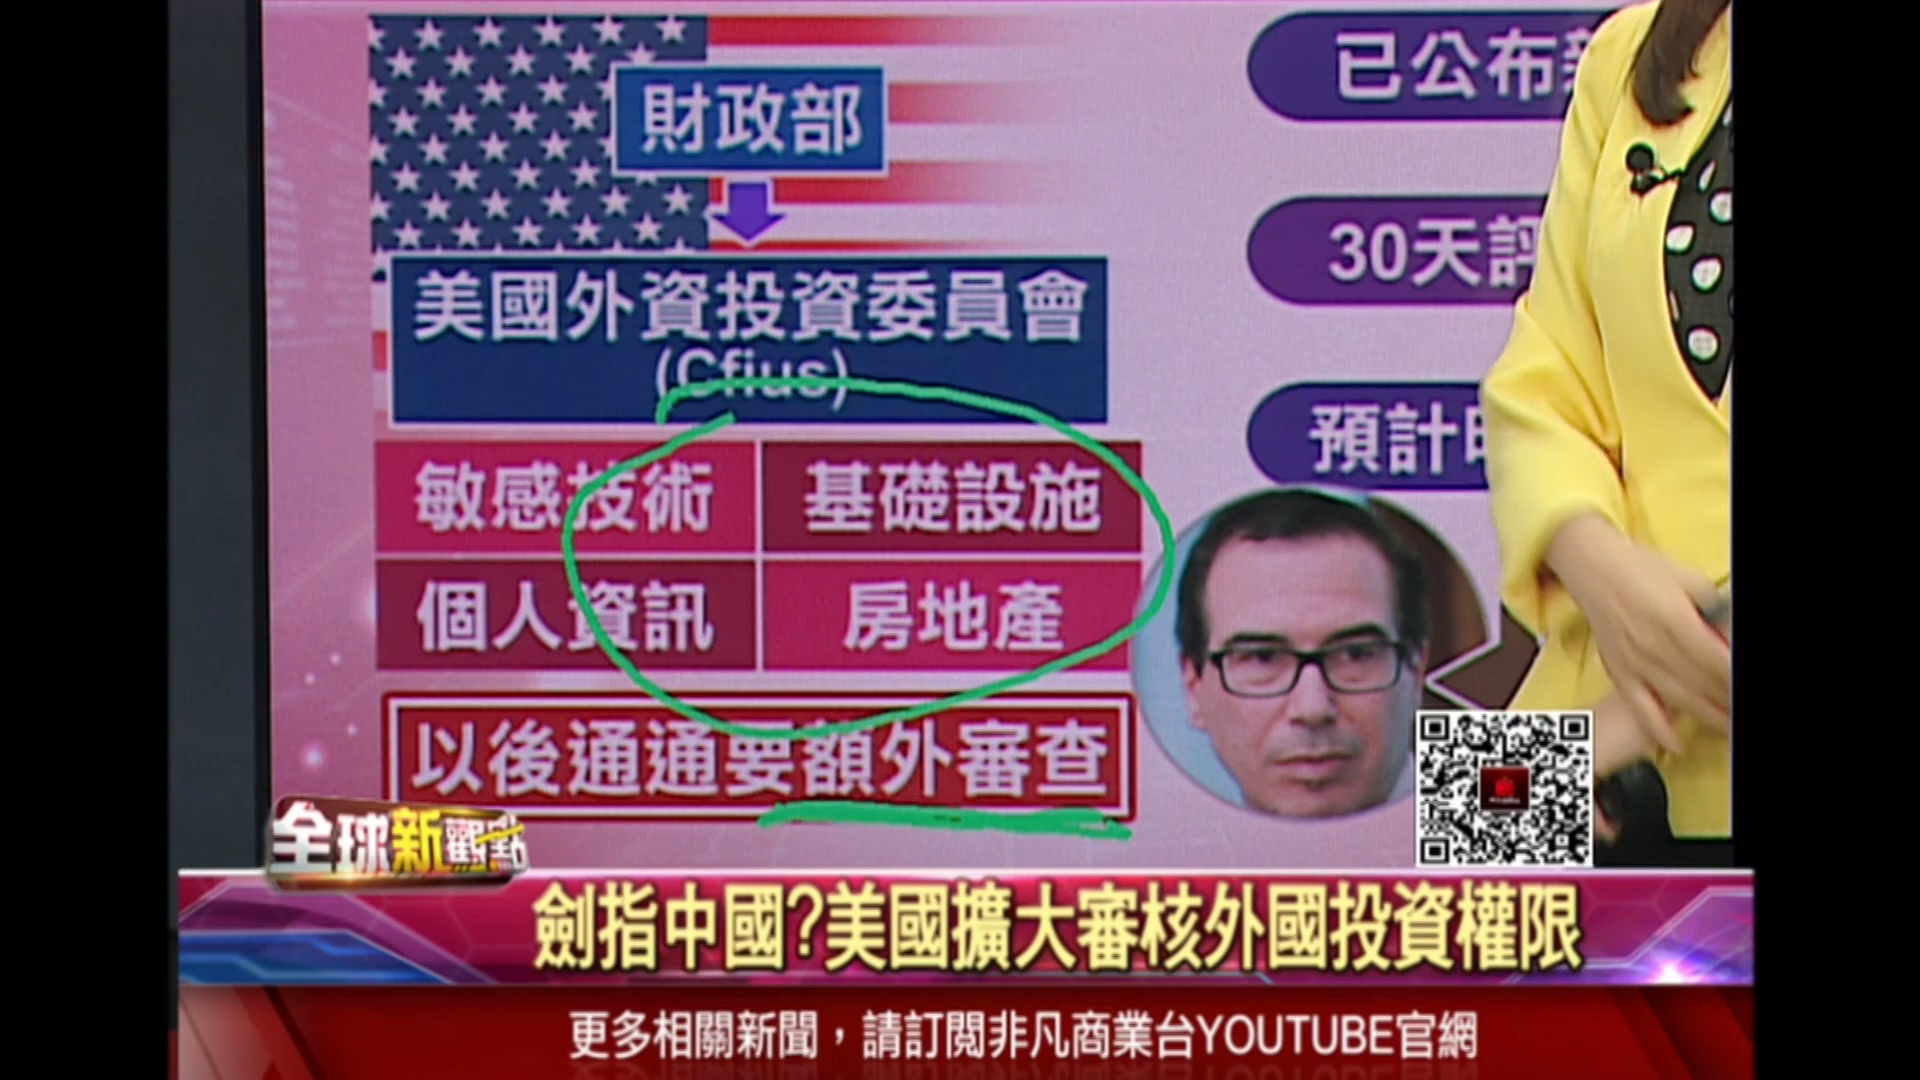 財政部
已公布
美國外資投資委員會
(Cfius)
30天評
敏感技術
基礎設施
預計
個人資訊
房地產
以後通通要額外審查
全球新觀點
劍指中國?美國擴大審核外國投資權限
更多相關新聞，請訂閱非凡商業台YOUTUBE官網